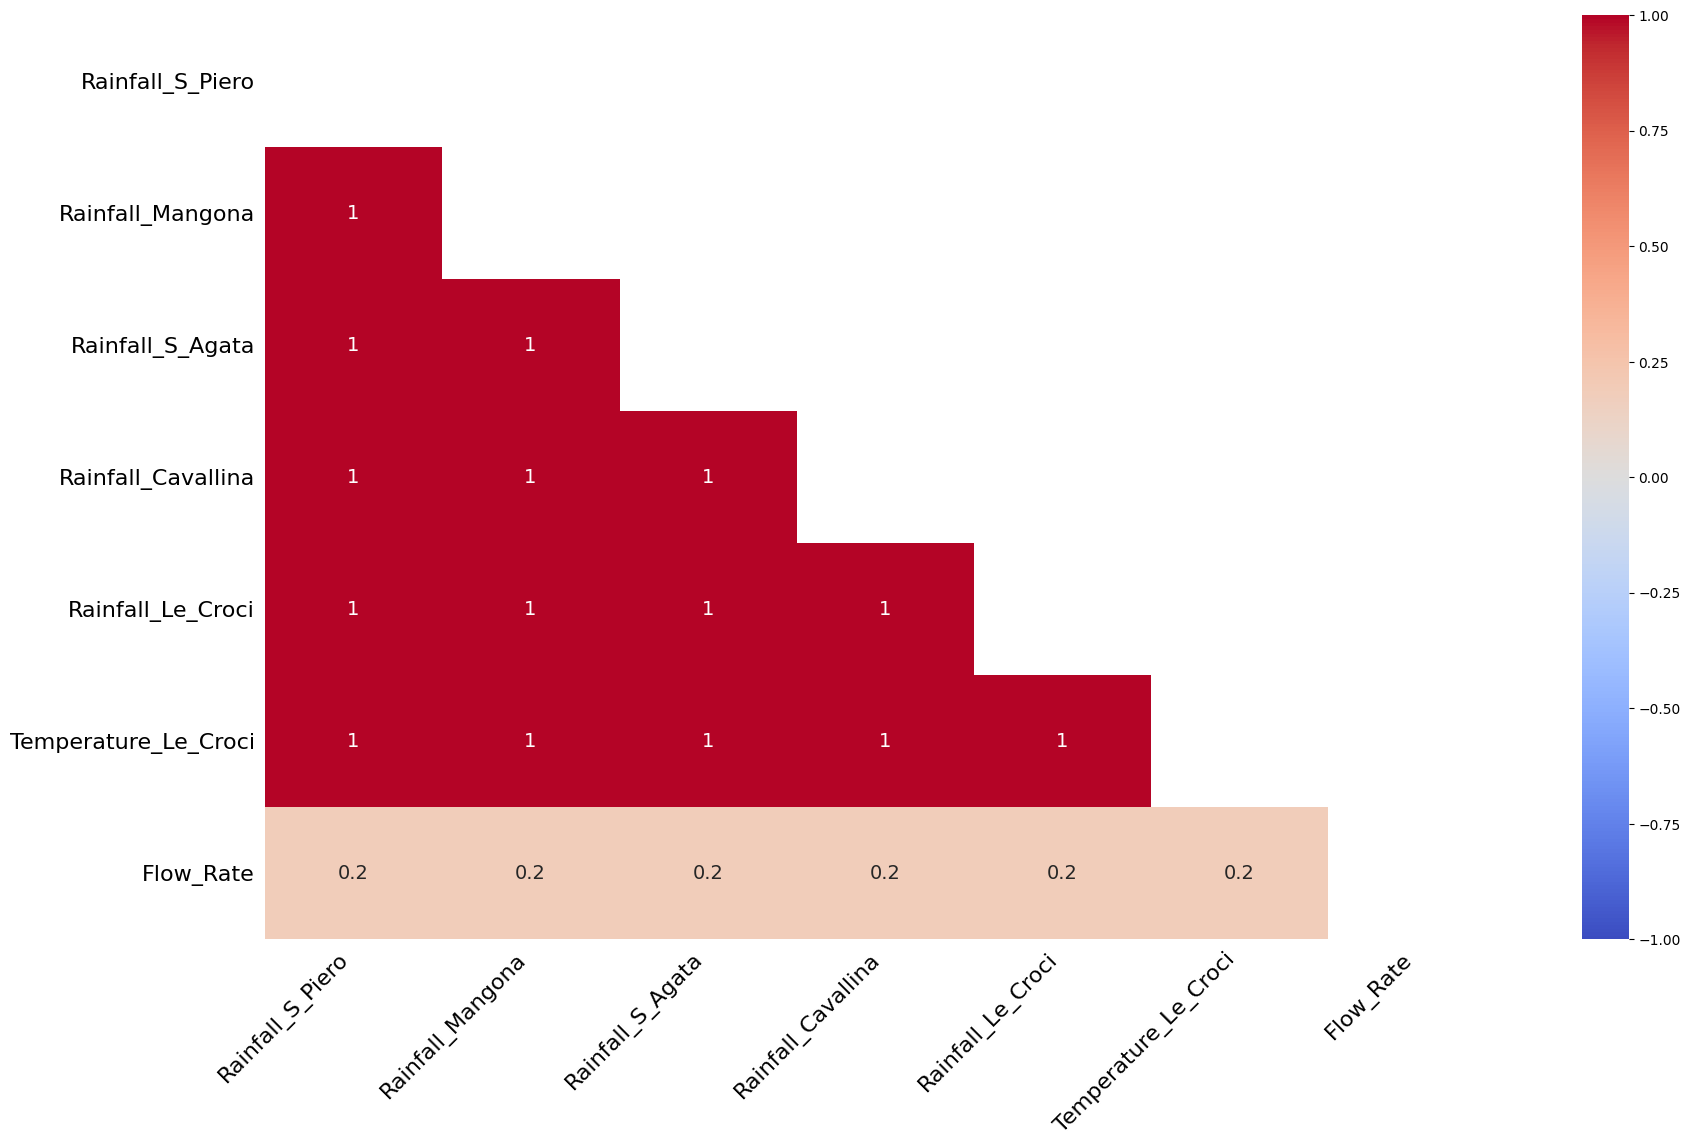 Rainfall_S_Piero
Rainfall_Mangona 1
Rainfall_S_Agata 1 1
Rainfall_Cavallina 1 1 1
Rainfall_Le_Croci 1 1 1 1
Temperature_Le_Croci 1 1 1 1 1
Flow_Rate 0.2 0.2 0.2 0.2 0.2 0.2
Rainfall_S_Piero
Rainfall_Mangona
Rainfall_S_Agata
Rainfall_Cavallina
Rainfall_Le_Croci
Temperature_Le_Croci
Flow_Rate
1.00
0.75
0.50
0.25
0.00
−0.25
−0.50
−0.75
−1.00